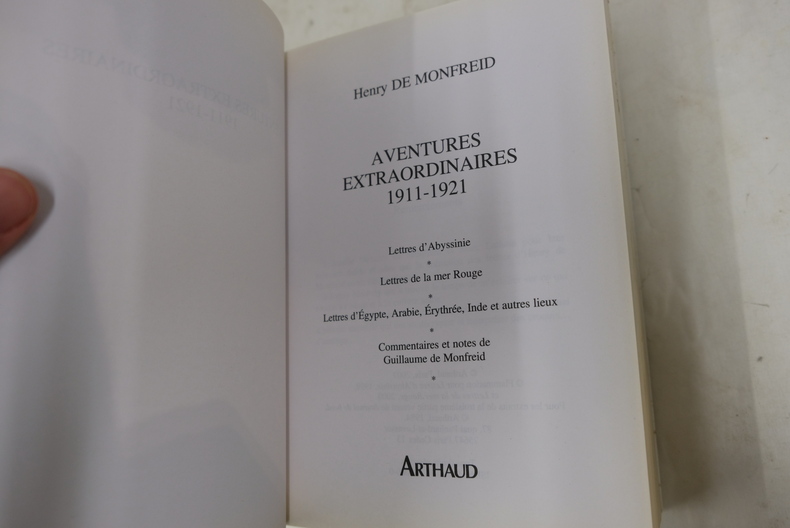 Henry DE MONFREID
AVENTURES
EXTRAORDINAIRES
1911-1921
Lettres d'Abyssinie
•
Lettres de la mer Rouge
•
Lettres d'Égypte, Arabie, Érythrée, Inde et autres lieux
•
Commentaires et notes de
Guillaume de Monfreid
•
ARTHAUD